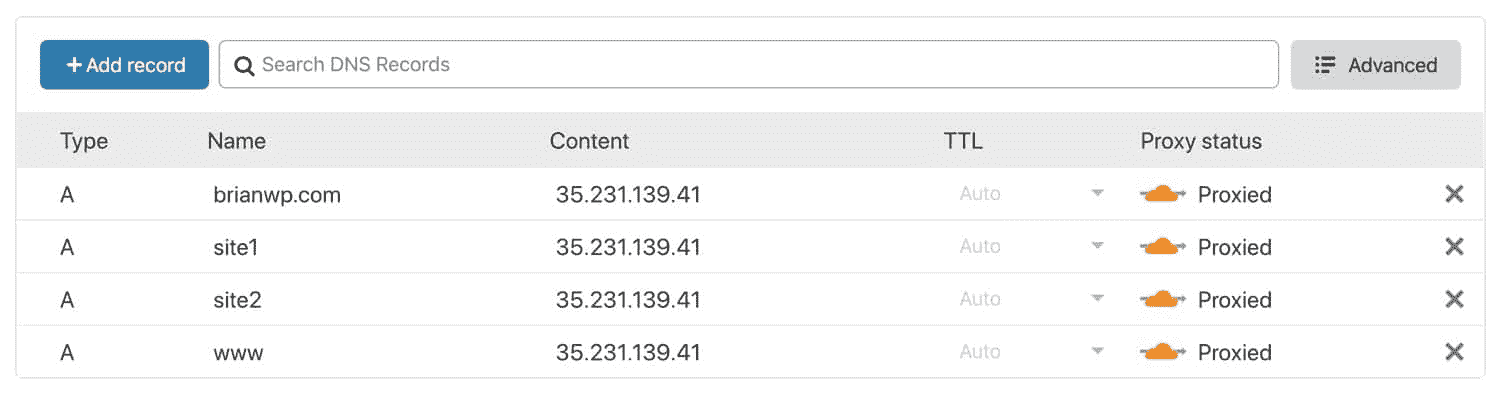 + Add record Search DNS Records Advanced
Type Name Content TTL Proxy status
A brianwp.com 35.231.139.41 Auto Proxied
A site1 35.231.139.41 Auto Proxied
A site2 35.231.139.41 Auto Proxied
A www 35.231.139.41 Auto Proxied